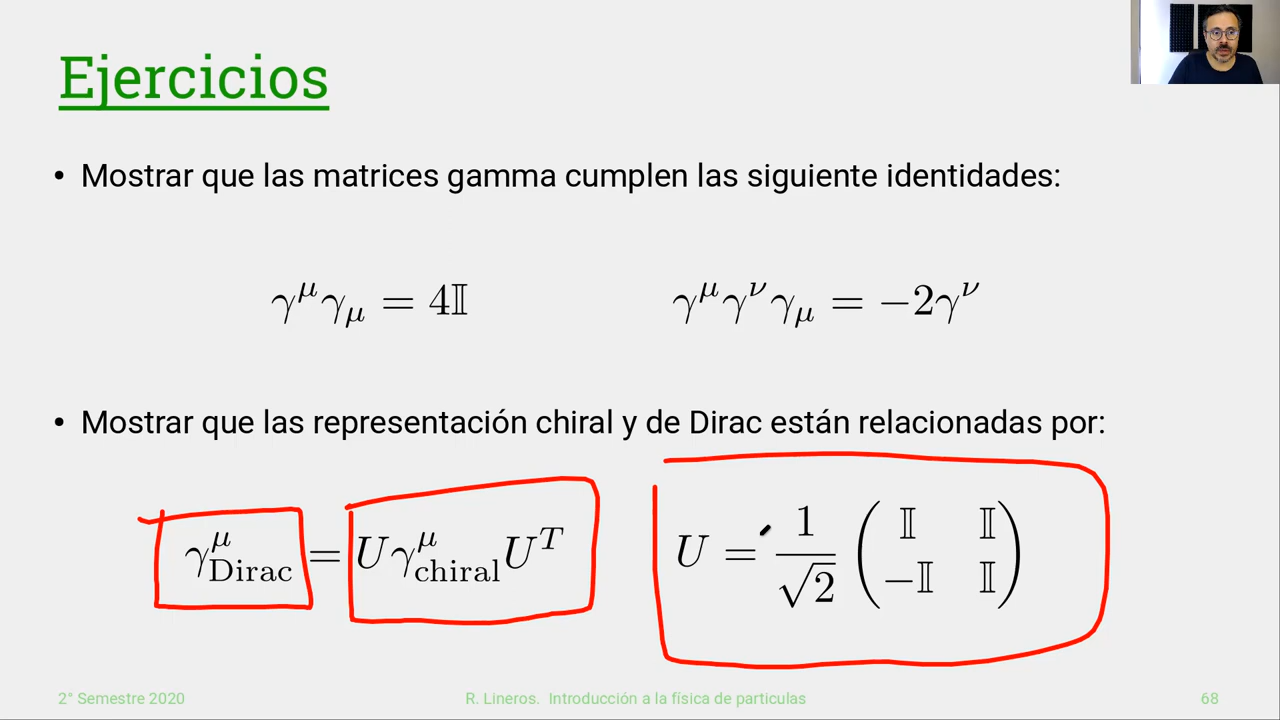 Ejercicios
• Mostrar que las matrices gamma cumplen las siguiente identidades:
γ^μ γ_μ = 4𝕀    γ^μ γ^ν γ_μ = −2γ^ν
• Mostrar que las representación chiral y de Dirac están relacionadas por:
γ^μ_Dirac = U γ^μ_chiral U^T    U = 1/√2 ( 𝕀 𝕀 ; −𝕀 𝕀 )
2° Semestre 2020    R. Lineros. Introducción a la física de particulas    68